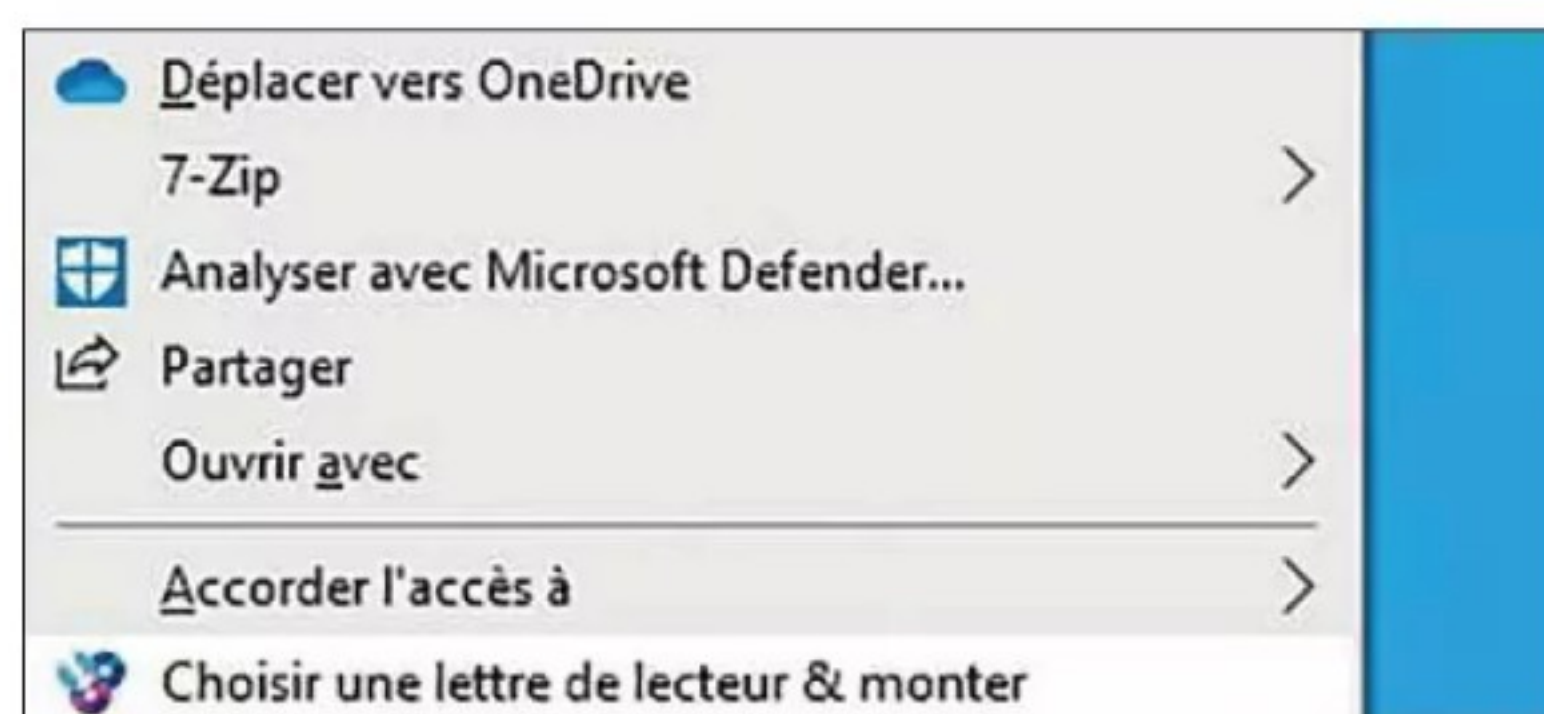 Déplacer vers OneDrive
7-Zip
Analyser avec Microsoft Defender...
Partager
Ouvrir avec
Accorder l'accès à
Choisir une lettre de lecteur & monter